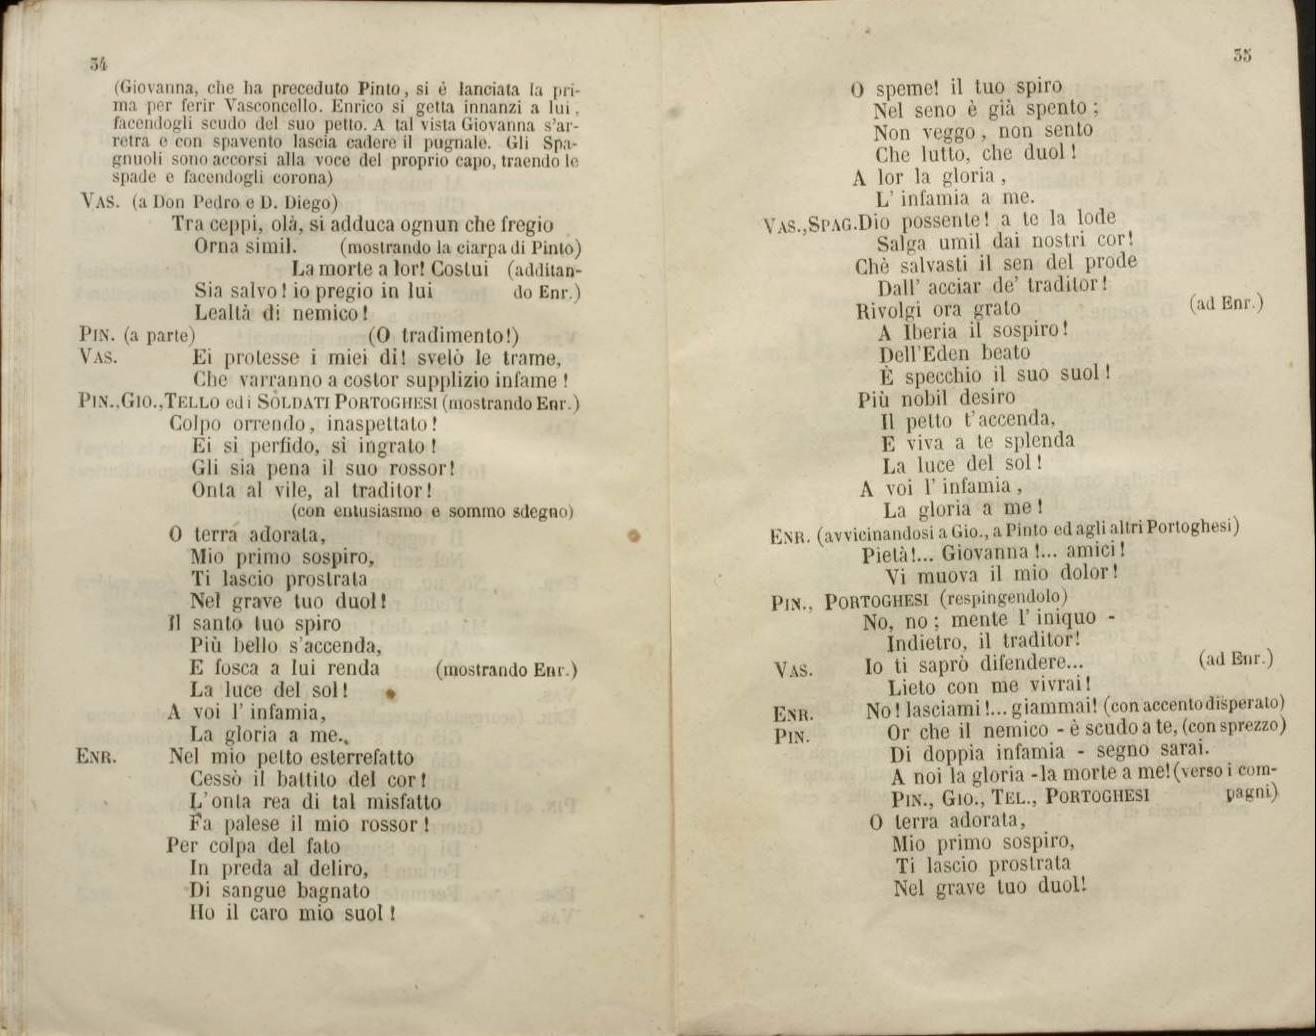 34
(Giovanna, che ha preceduto Pinto, si è lanciata la pri-
ma per ferir Vasconcello. Enrico si getta innanzi a lui,
facendogli scudo del suo petto. A tal vista Giovanna s'ar-
retra e con spavento lascia cadere il pugnale. Gli Spa-
gnuoli sono accorsi alla voce del proprio capo, traendo le
spade e facendogli corona)
VAS. (a Don Pedro e D. Diego)
Tra ceppi, olà, si adduca ognun che fregio
Orna simil. (mostrando la ciarpa di Pinto)
La morte a lor! Costui (additan-
Sia salvo! io pregio in lui do Enr.)
Lealtà di nemico!
PIN. (a parte) (O tradimento!)
VAS. Ei protesse i miei dì! svelò le trame,
Che varranno a costor supplizio infame!
PIN., GIO., TELLO ed i SOLDATI PORTOGHESI (mostrando Enr.)
Colpo orrendo, inaspettato!
Ei sì perfido, sì ingrato!
Gli sia pena il suo rossor!
Onta al vile, al traditor!
(con entusiasmo e sommo sdegno)
O terra adorata,
Mio primo sospiro,
Ti lascio prostrata
Nel grave tuo duol!
Il santo tuo spiro
Più bello s'accenda,
E fosca a lui renda (mostrando Enr.)
La luce del sol!
A voi l'infamia,
La gloria a me.
ENR. Nel mio petto esterrefatto
Cessò il battito del cor!
L'onta rea di tal misfatto
Fa palese il mio rossor!
Per colpa del fato
In preda al deliro,
Di sangue bagnato
Ho il caro mio suol!
35
O speme! il tuo spiro
Nel seno è già spento;
Non veggo, non sento
Che lutto, che duol!
A lor la gloria,
L'infamia a me.
VAS., SPAG. Dio possente! a te la lode
Salga umil dai nostri cor!
Chè salvasti il sen del prode
Dall' acciar de' traditor!
Rivolgi ora grato (ad Enr.)
A Iberia il sospiro!
Dell'Eden beato
È specchio il suo suol!
Più nobil desiro
Il petto t'accenda,
E viva a te splenda
La luce del sol!
A voi l'infamia,
La gloria a me!
ENR. (avvicinandosi a Gio., a Pinto ed agli altri Portoghesi)
Pietà!... Giovanna!... amici!
Vi muova il mio dolor!
PIN., PORTOGHESI (respingendolo)
No, no; mente l'iniquo -
Indietro, il traditor!
VAS. Io ti saprò difendere... (ad Enr.)
Lieto con me vivrai!
ENR. No! lasciami!... giammai! (con accento disperato)
PIN. Or che il nemico - è scudo a te, (con sprezzo)
Di doppia infamia - segno sarai.
A noi la gloria - la morte a me! (verso i com-
PIN., GIO., TEL., PORTOGHESI pagni)
O terra adorata,
Mio primo sospiro,
Ti lascio prostrata
Nel grave tuo duol!